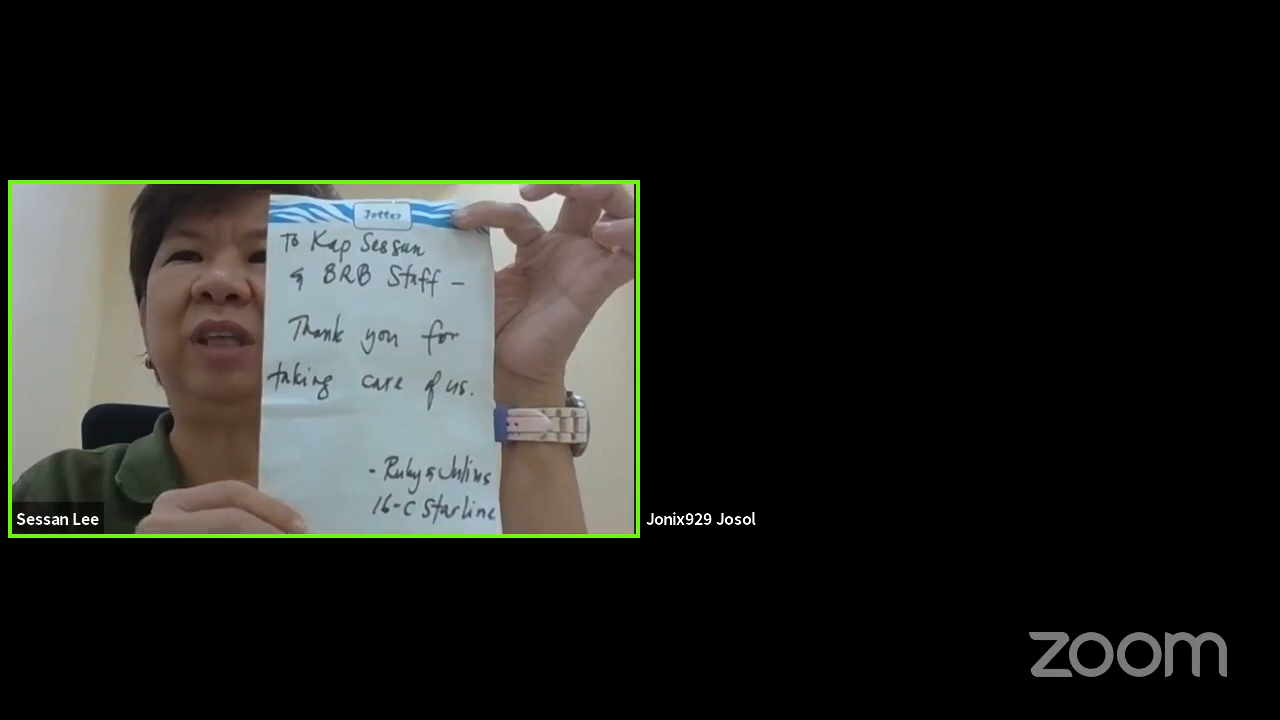 Jotter
To Kap Sessan
& BRB Staff –
Thank you for
taking care of us.
- Ruby & Julius
16-C Starline
Sessan Lee
Jonix929 Josol
zoom